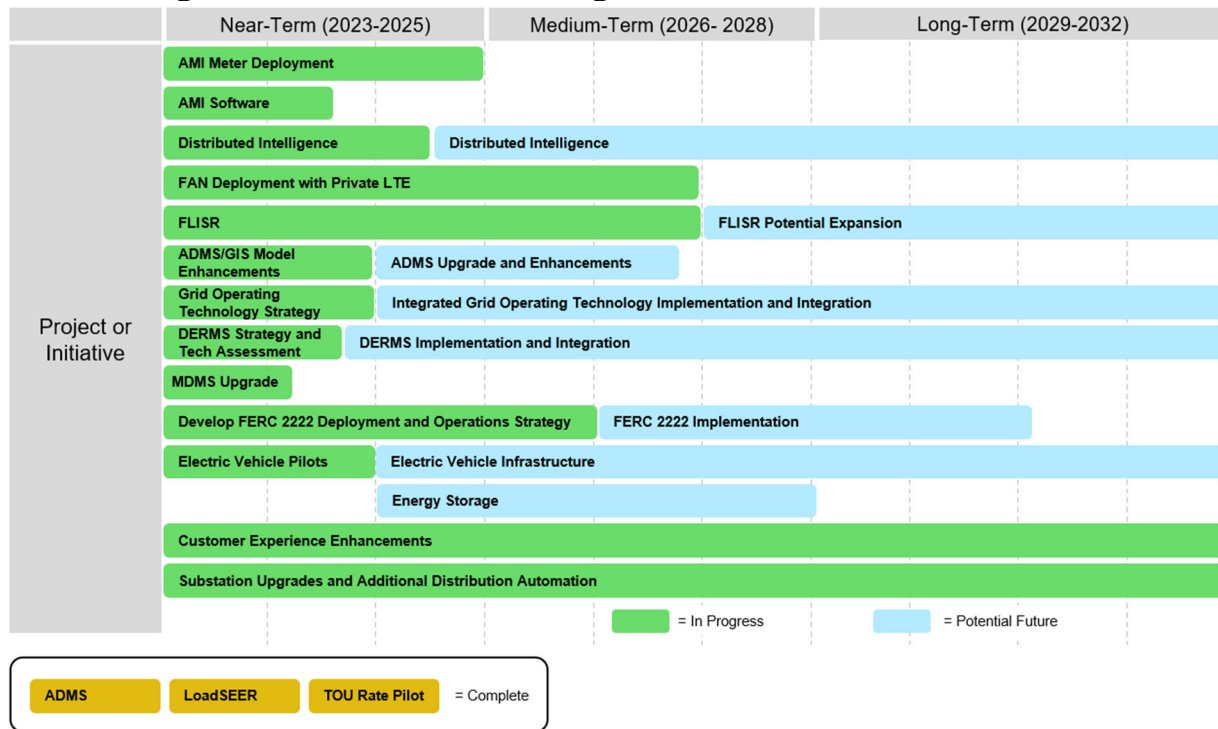 Near-Term (2023-2025)
Medium-Term (2026- 2028)
Long-Term (2029-2032)
Project or
Initiative
AMI Meter Deployment
AMI Software
Distributed Intelligence
Distributed Intelligence
FAN Deployment with Private LTE
FLISR
FLISR Potential Expansion
ADMS/GIS Model
Enhancements
ADMS Upgrade and Enhancements
Grid Operating
Technology Strategy
Integrated Grid Operating Technology Implementation and Integration
DERMS Strategy and
Tech Assessment
DERMS Implementation and Integration
MDMS Upgrade
Develop FERC 2222 Deployment and Operations Strategy
FERC 2222 Implementation
Electric Vehicle Pilots
Electric Vehicle Infrastructure
Energy Storage
Customer Experience Enhancements
Substation Upgrades and Additional Distribution Automation
= In Progress
= Potential Future
ADMS
LoadSEER
TOU Rate Pilot
= Complete